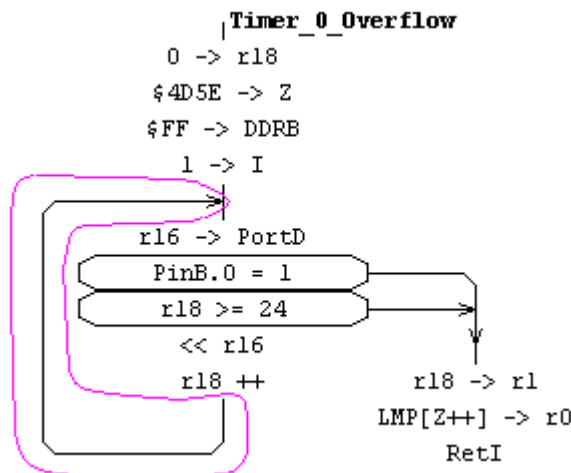 Timer_0_Overflow
0 -> r18
$4D5E -> Z
$FF -> DDRB
1 -> I
r16 -> PortD
PinB.0 = 1
r18 >= 24
<< r16
r18 ++
r18 -> r1
LMP[Z++] -> r0
RetI